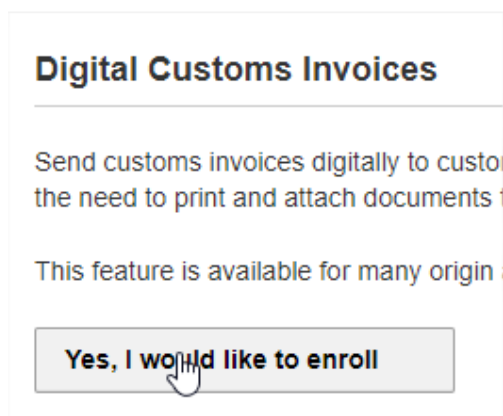 Digital Customs Invoices
Send customs invoices digitally to
the need to print and attach documents
This feature is available for many origin
Yes, I would like to enroll